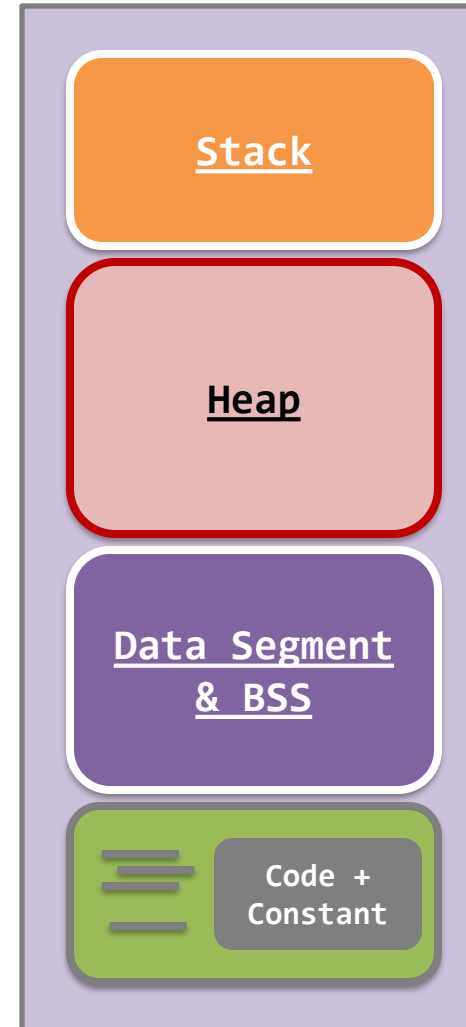 Stack
Heap
Data Segment
& BSS
Code +
Constant